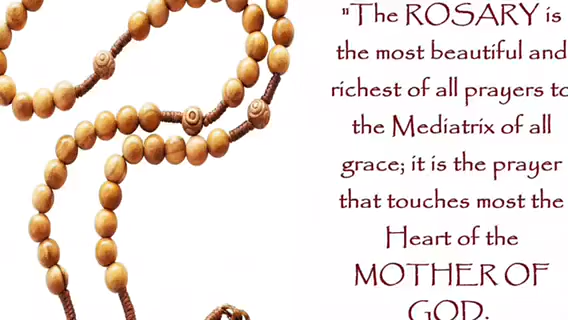 "The ROSARY is
the most beautiful and
richest of all prayers to
the Mediatrix of all
grace; it is the prayer
that touches most the
Heart of the
MOTHER OF
GOD.